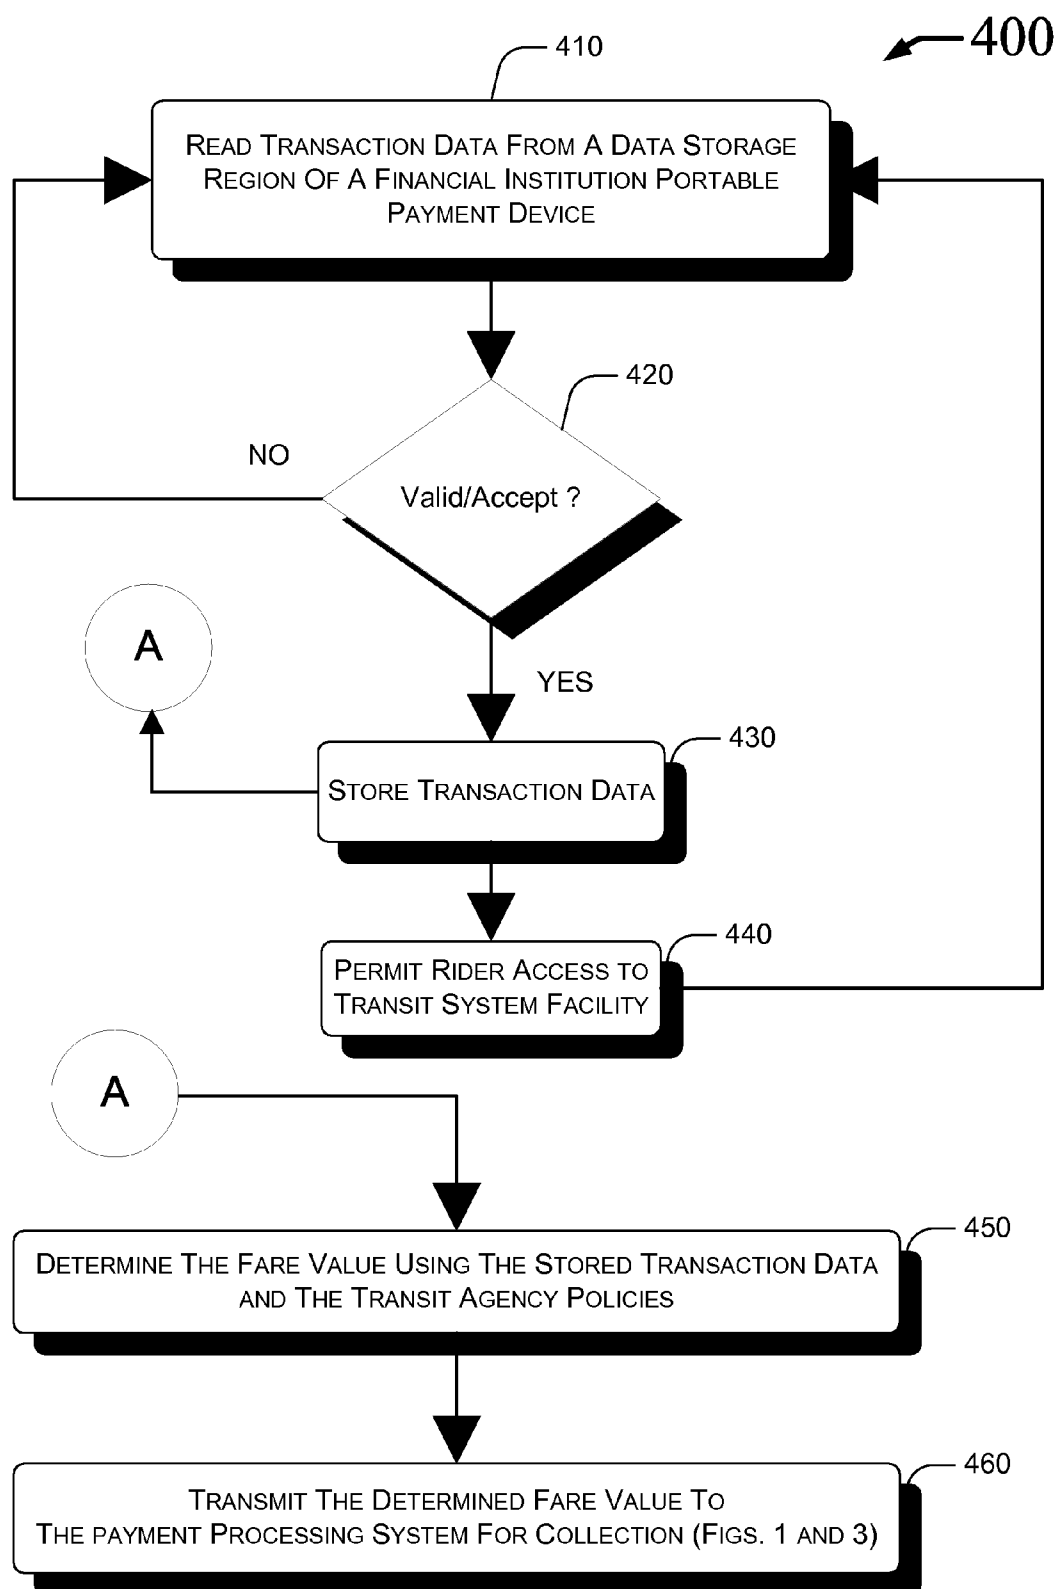 400
410
READ TRANSACTION DATA FROM A DATA STORAGE
REGION OF A FINANCIAL INSTITUTION PORTABLE
PAYMENT DEVICE
420
NO
Valid/Accept ?
A
YES
430
STORE TRANSACTION DATA
440
PERMIT RIDER ACCESS TO
TRANSIT SYSTEM FACILITY
A
450
DETERMINE THE FARE VALUE USING THE STORED TRANSACTION DATA
AND THE TRANSIT AGENCY POLICIES
460
TRANSMIT THE DETERMINED FARE VALUE TO
THE PAYMENT PROCESSING SYSTEM FOR COLLECTION (FIGS. 1 AND 3)